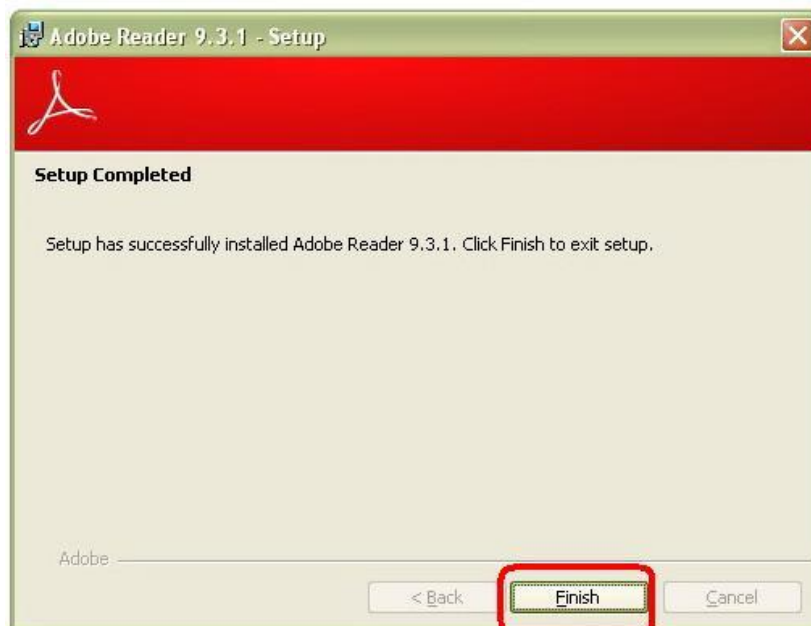 Adobe Reader 9.3.1 - Setup
Setup Completed
Setup has successfully installed Adobe Reader 9.3.1. Click Finish to exit setup.
Adobe
< Back
Finish
Cancel